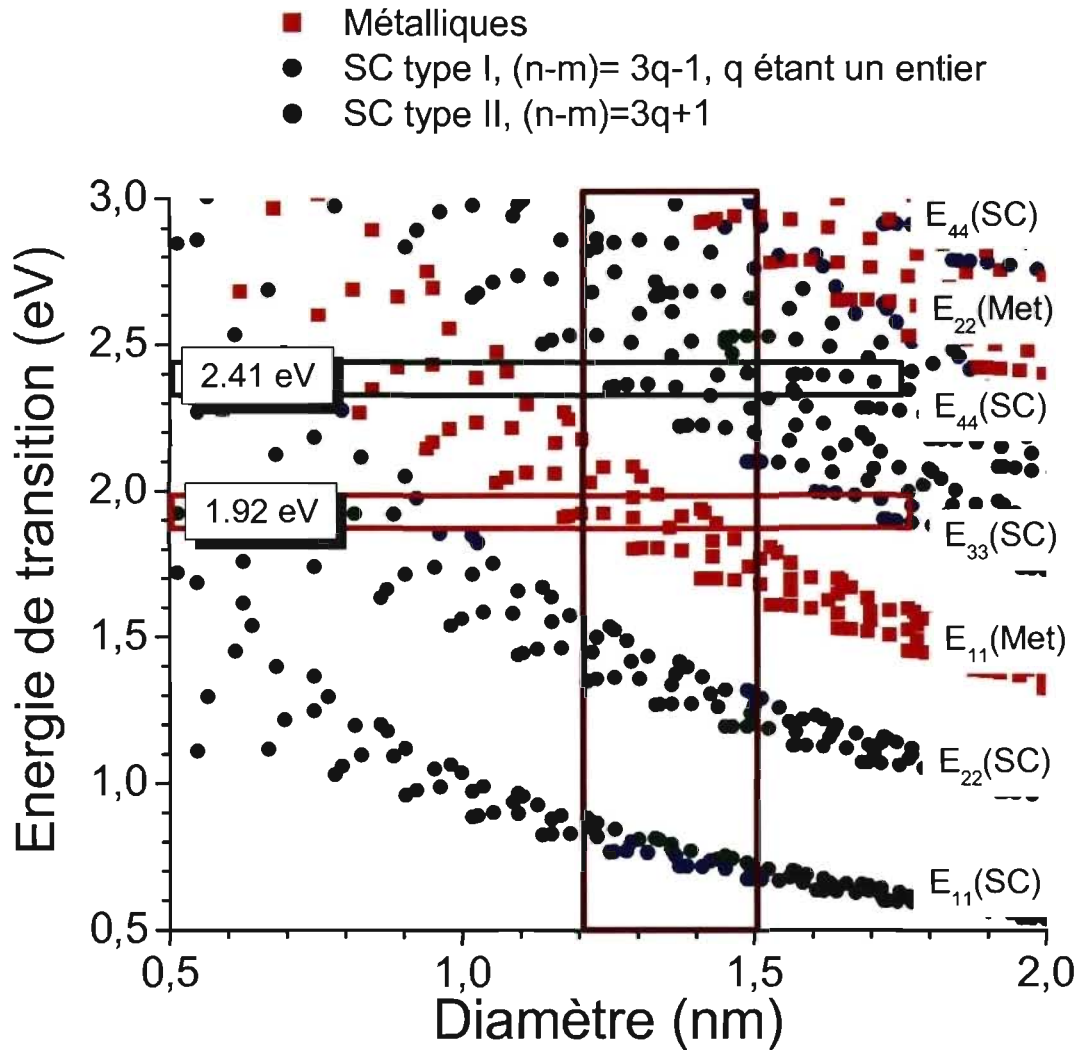 Métalliques
SC type I, (n-m)= 3q-1, q étant un entier
SC type II, (n-m)=3q+1
3,0
2,5
2,0
1,5
1,0
0,5
Energie de transition (eV)
2.41 eV
1.92 eV
E44(SC)
E22(Met)
E44(SC)
E33(SC)
E11(Met)
E22(SC)
E11(SC)
0,5
1,0
1,5
2,0
Diamètre (nm)